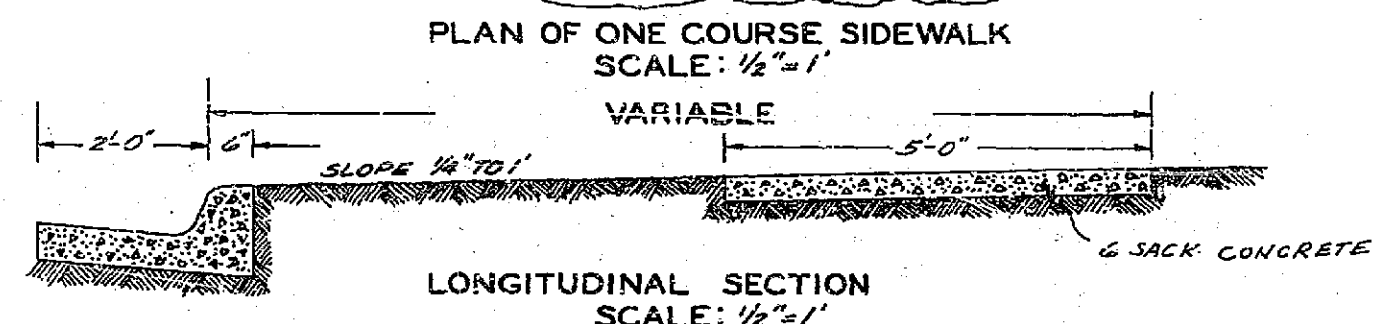 PLAN OF ONE COURSE SIDEWALK
SCALE: 1/2"=1'
VARIABLE
2'-0" 6" 5'-0"
SLOPE 1/4" TO 1'
6 SACK CONCRETE
LONGITUDINAL SECTION
SCALE: 1/2"=1'